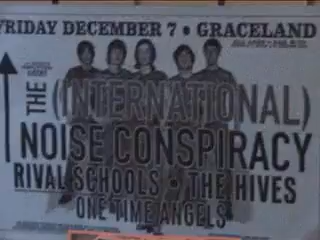 FRIDAY DECEMBER 7 • GRACELAND
THE (INTERNATIONAL)
NOISE CONSPIRACY
RIVAL SCHOOLS • THE HIVES
ONE TIME ANGELS